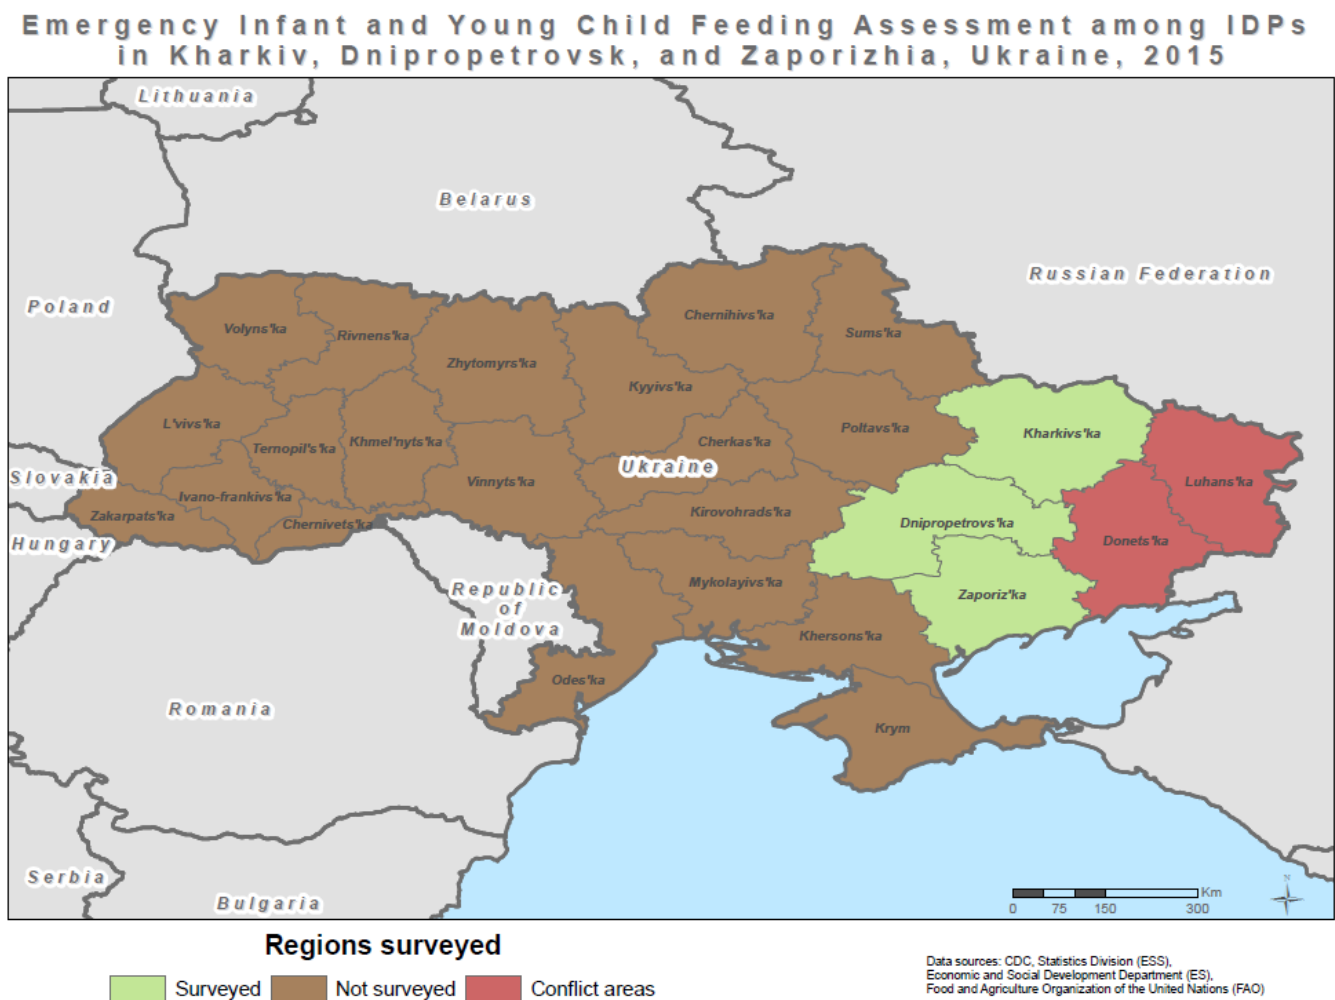 Emergency Infant and Young Child Feeding Assessment among IDPs
in Kharkiv, Dnipropetrovsk, and Zaporizhia, Ukraine, 2015
Lithuania
Belarus
Russian Federation
Poland
Chernihivs'ka
Volyns'ka
Rivnens'ka
Sums'ka
Zhytomyrs'ka
Kyyivs'ka
L'vivs'ka
Poltavs'ka
Kharkivs'ka
Ternopil's'ka
Khmel'nyts'ka
Cherkas'ka
Ukraine
Slovakia
Vinnyts'ka
Luhans'ka
Ivano-frankivs'ka
Zakarpats'ka
Chernivets'ka
Kirovohrads'ka
Dnipropetrovs'ka
Hungary
Donets'ka
Republic
of
Moldova
Mykolayivs'ka
Zaporiz'ka
Khersons'ka
Odes'ka
Romania
Krym
Serbia
Bulgaria
N
Km
0 75 150 300
Regions surveyed
Surveyed Not surveyed Conflict areas
Data sources: CDC, Statistics Division (ESS),
Economic and Social Development Department (ES),
Food and Agriculture Organization of the United Nations (FAO)